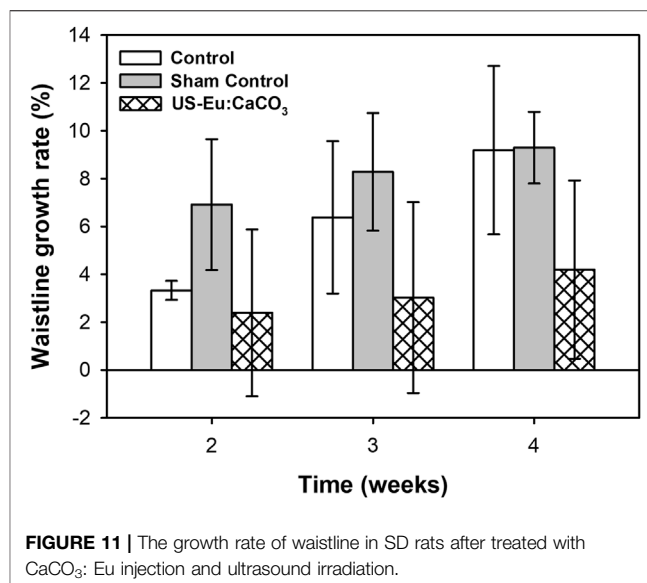 14
12
10
8
6
4
2
0
-2
Waistline growth rate (%)
Control
Sham Control
US-Eu:CaCO₃
2 3 4
Time (weeks)
FIGURE 11 | The growth rate of waistline in SD rats after treated with
CaCO₃: Eu injection and ultrasound irradiation.